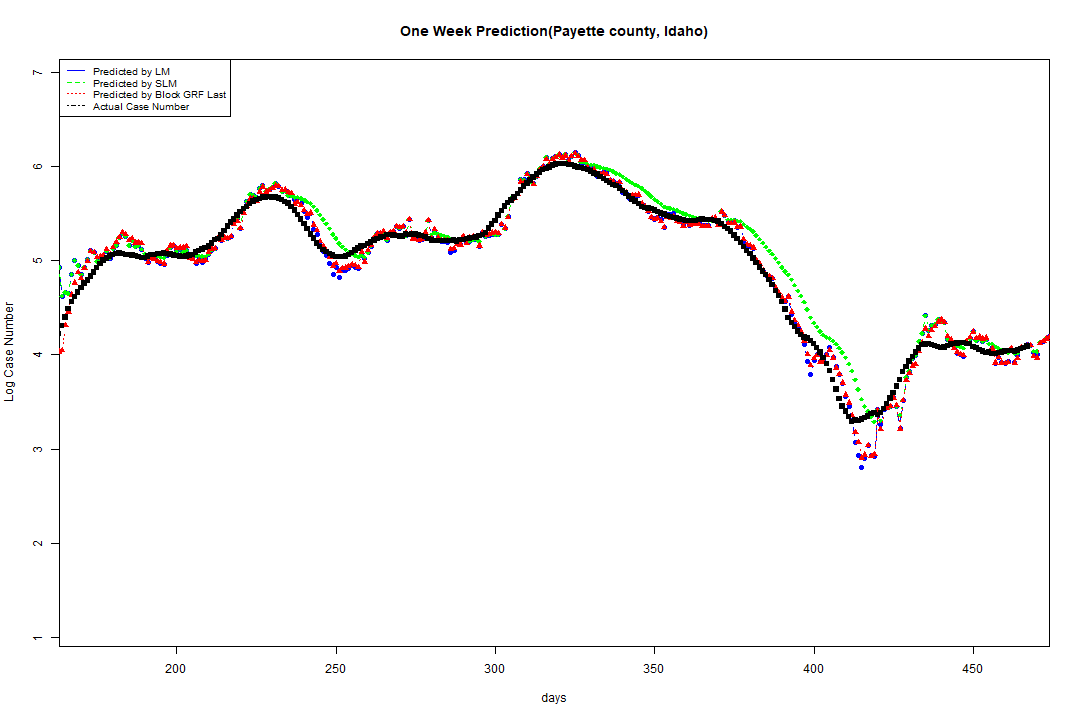 One Week Prediction(Payette county, Idaho)
Predicted by LM
Predicted by SLM
Predicted by Block GRF Last
Actual Case Number
7
6
5
4
3
2
1
Log Case Number
200 250 300 350 400 450
days